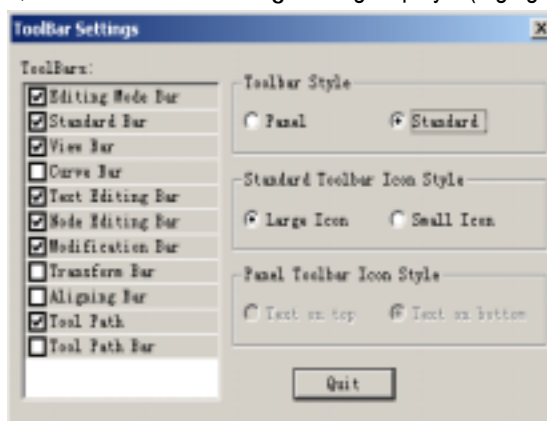 ToolBar Settings
ToolBars:
Editing Mode Bar
Standard Bar
View Bar
Curve Bar
Text Editing Bar
Node Editing Bar
Modification Bar
Transform Bar
Aligning Bar
Tool Path
Tool Path Bar
Toolbar Style
Panel Standard
Standard Toolbar Icon Style
Large Icon Small Icon
Panel Toolbar Icon Style
Text on top Text on bottom
Quit